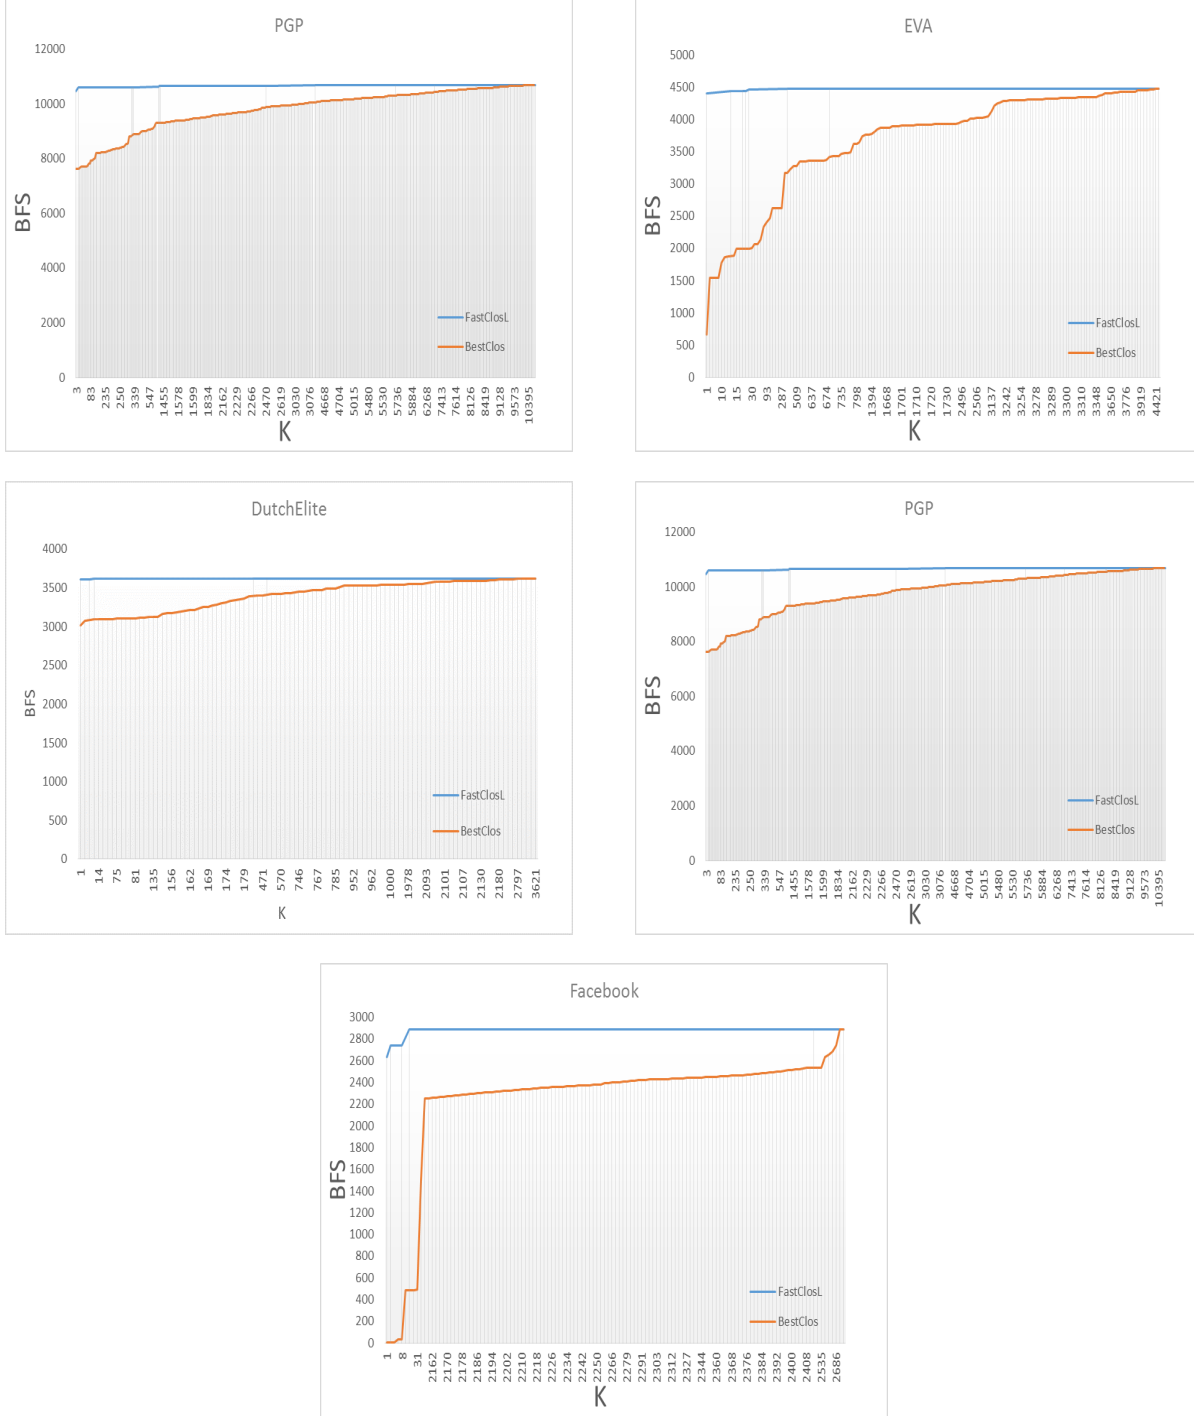 PGP
12000
10000
8000
6000
4000
2000
0
BFS
FastClosL
BestClos
3 83 235 250 339 547 1455 1578 1599 1834 2162 2229 2266 2470 2619 3030 3076 4668 4704 5015 5480 5530 5736 5884 6268 7413 7614 8126 8419 9128 9573 10395
K
EVA
5000
4500
4000
3500
3000
2500
2000
1500
1000
500
0
BFS
FastClosL
BestClos
1 10 15 30 93 287 509 637 674 735 798 1394 1668 1701 1710 1720 1730 2496 2506 3137 3242 3254 3278 3289 3300 3310 3348 3650 3776 3919 4421
K
DutchElite
4000
3500
3000
2500
2000
1500
1000
500
0
BFS
FastClosL
BestClos
1 14 75 81 135 156 162 169 174 179 471 570 746 767 785 952 962 1000 1978 2093 2101 2107 2130 2180 2797 3621
K
PGP
12000
10000
8000
6000
4000
2000
0
BFS
FastClosL
BestClos
3 83 235 250 339 547 1455 1578 1599 1834 2162 2229 2266 2470 2619 3030 3076 4668 4704 5015 5480 5530 5736 5884 6268 7413 7614 8126 8419 9128 9573 10395
K
Facebook
3000
2800
2600
2400
2200
2000
1800
1600
1400
1200
1000
800
600
400
200
0
BFS
FastClosL
BestClos
1 8 31 2162 2170 2178 2186 2194 2202 2210 2218 2226 2234 2242 2250 2266 2279 2291 2303 2312 2327 2344 2360 2368 2376 2384 2392 2400 2408 2535 2686
K